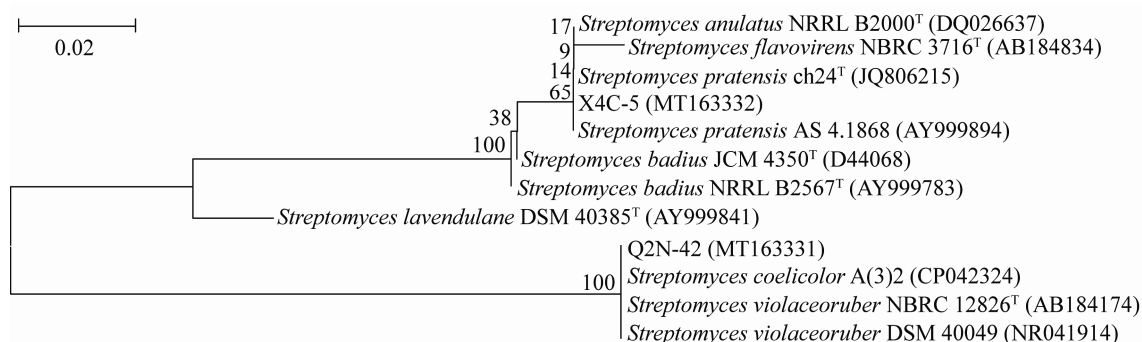 17 Streptomyces anulatus NRRL B2000ᵀ (DQ026637)
0.02
9 Streptomyces flavovirens NBRC 3716ᵀ (AB184834)
14 Streptomyces pratensis ch24ᵀ (JQ806215)
65 X4C-5 (MT163332)
Streptomyces pratensis AS 4.1868 (AY999894)
38
100 Streptomyces badius JCM 4350ᵀ (D44068)
Streptomyces badius NRRL B2567ᵀ (AY999783)
Streptomyces lavendulane DSM 40385ᵀ (AY999841)
Q2N-42 (MT163331)
100 Streptomyces coelicolor A(3)2 (CP042324)
Streptomyces violaceoruber NBRC 12826ᵀ (AB184174)
Streptomyces violaceoruber DSM 40049 (NR041914)